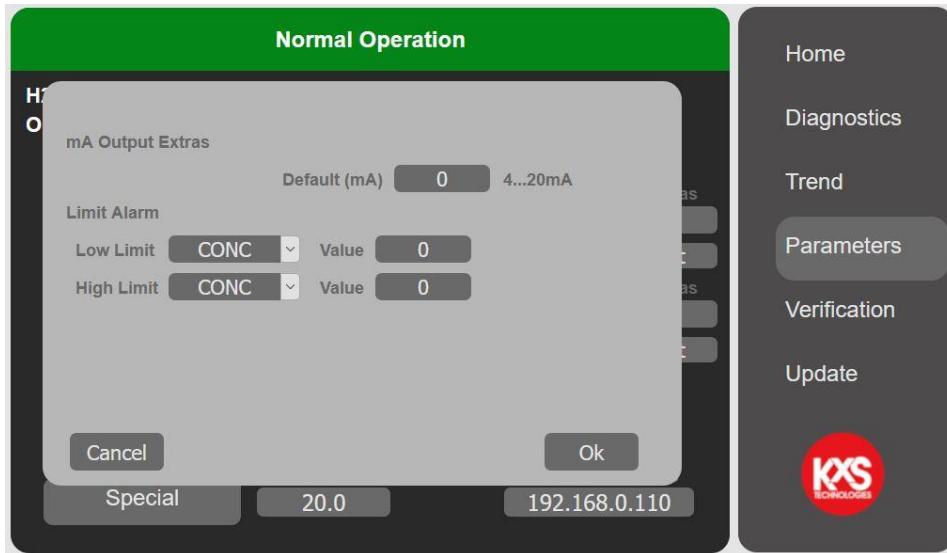 Normal Operation
mA Output Extras
Default (mA) 0 4...20mA
Limit Alarm
Low Limit CONC Value 0
High Limit CONC Value 0
Cancel Ok
Special 20.0 192.168.0.110
Home
Diagnostics
Trend
Parameters
Verification
Update
KXS
TECHNOLOGIES